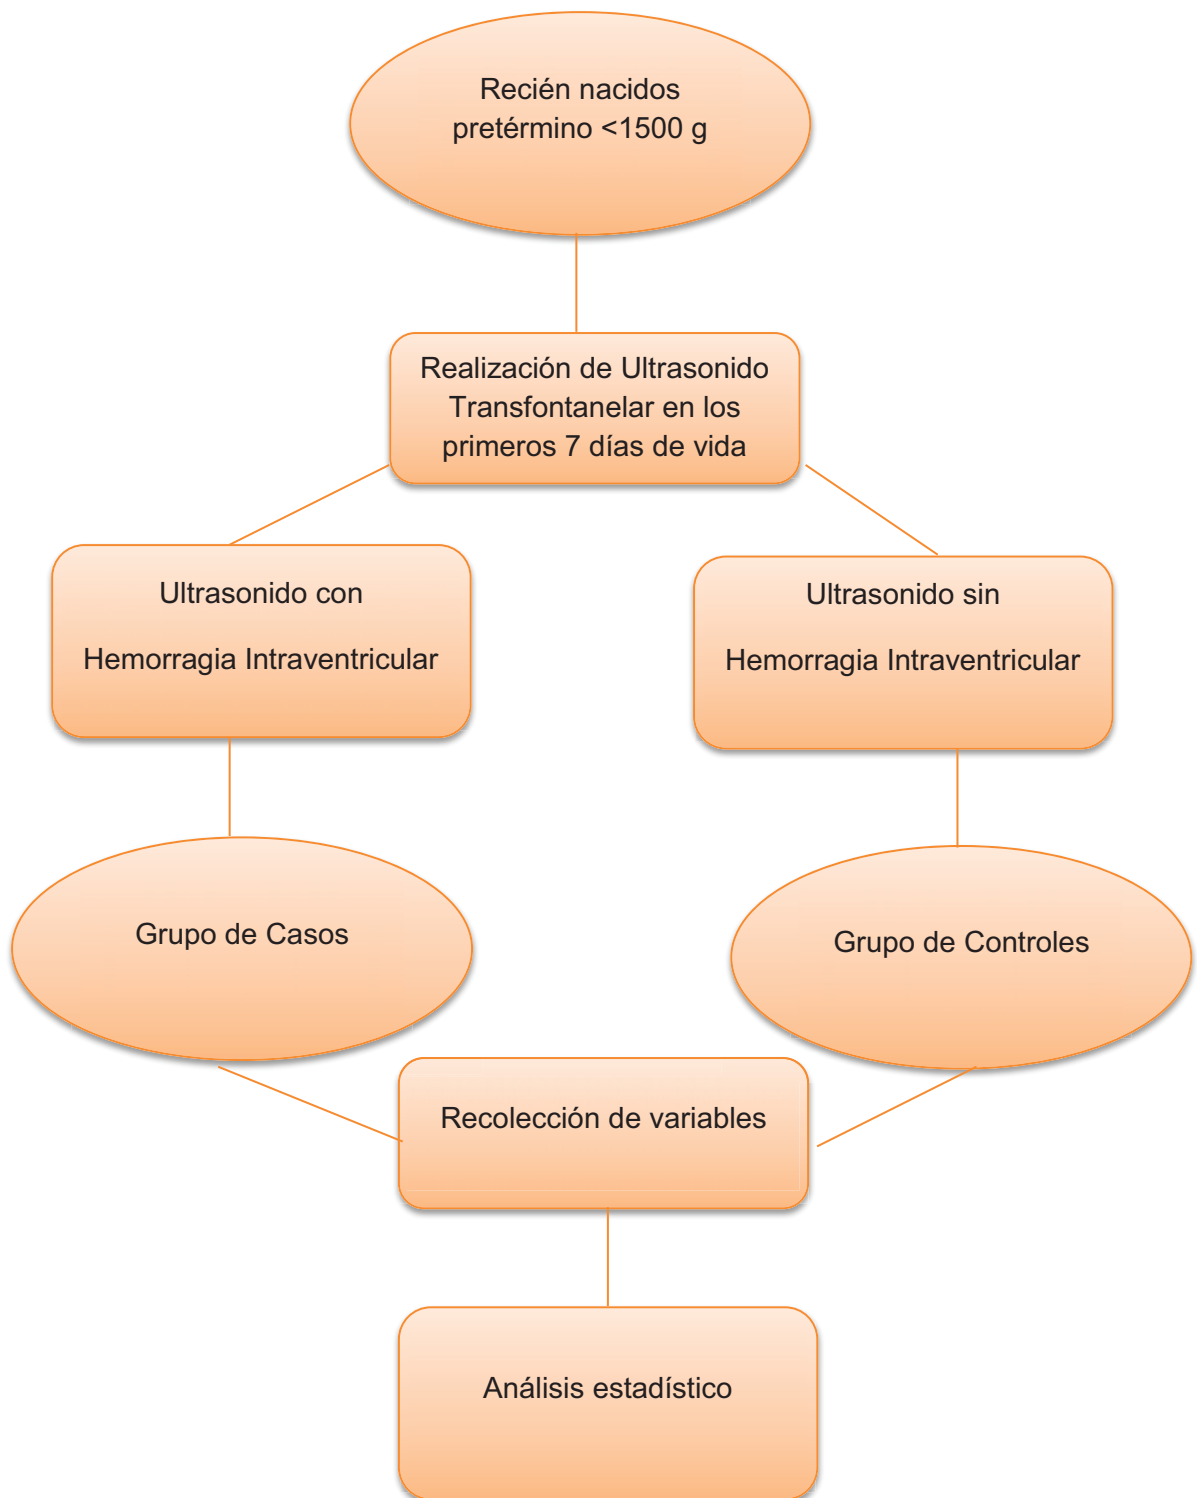 Recién nacidos
pretérmino <1500 g
Realización de Ultrasonido
Transfontanelar en los
primeros 7 días de vida
Ultrasonido con
Hemorragia Intraventricular
Ultrasonido sin
Hemorragia Intraventricular
Grupo de Casos
Grupo de Controles
Recolección de variables
Análisis estadístico